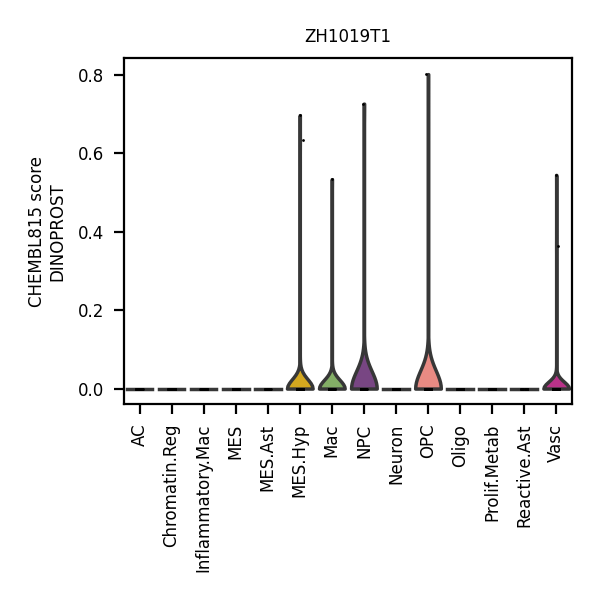 ZH1019T1
CHEMBL815 score
DINOPROST
0.8
0.6
0.4
0.2
0.0
AC
Chromatin.Reg
Inflammatory.Mac
MES
MES.Ast
MES.Hyp
Mac
NPC
Neuron
OPC
Oligo
Prolif.Metab
Reactive.Ast
Vasc